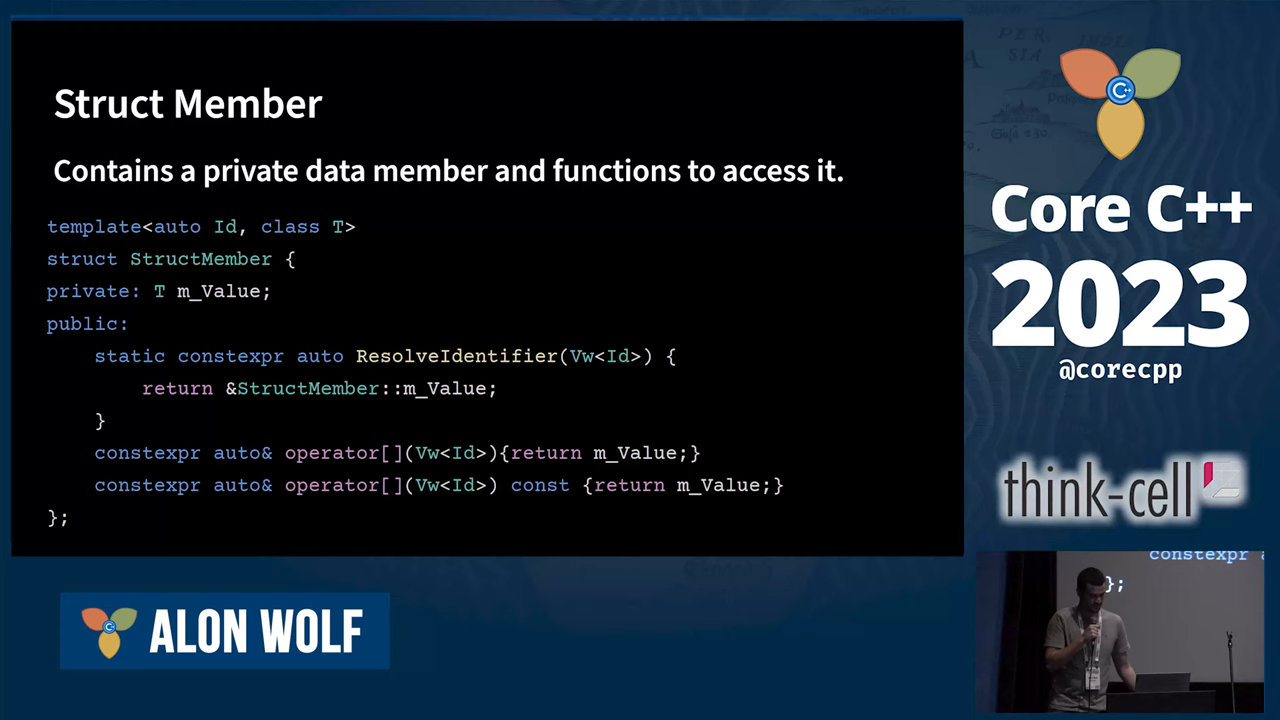 Struct Member
Contains a private data member and functions to access it.
template<auto Id, class T>
struct StructMember {
private: T m_Value;
public:
    static constexpr auto ResolveIdentifier(Vw<Id>) {
        return &StructMember::m_Value;
    }
    constexpr auto& operator[](Vw<Id>){return m_Value;}
    constexpr auto& operator[](Vw<Id>) const {return m_Value;}
};
C++
Core C++
2023
@corecpp
think-cell
constexpr
};
C++
ALON WOLF